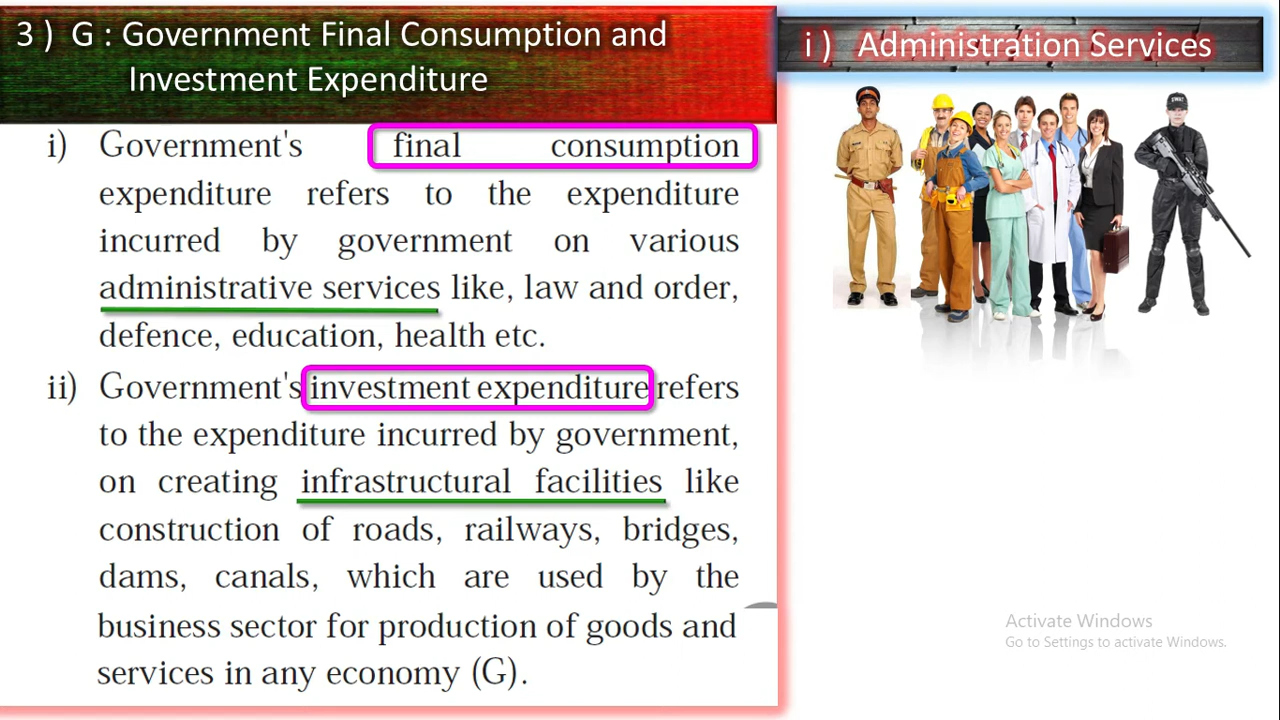 3 ) G : Government Final Consumption and
Investment Expenditure
i) Government's final consumption
expenditure refers to the expenditure
incurred by government on various
administrative services like, law and order,
defence, education, health etc.
ii) Government's investment expenditure refers
to the expenditure incurred by government,
on creating infrastructural facilities like
construction of roads, railways, bridges,
dams, canals, which are used by the
business sector for production of goods and
services in any economy (G).
i ) Administration Services
SWAT
Activate Windows
Go to Settings to activate Windows.